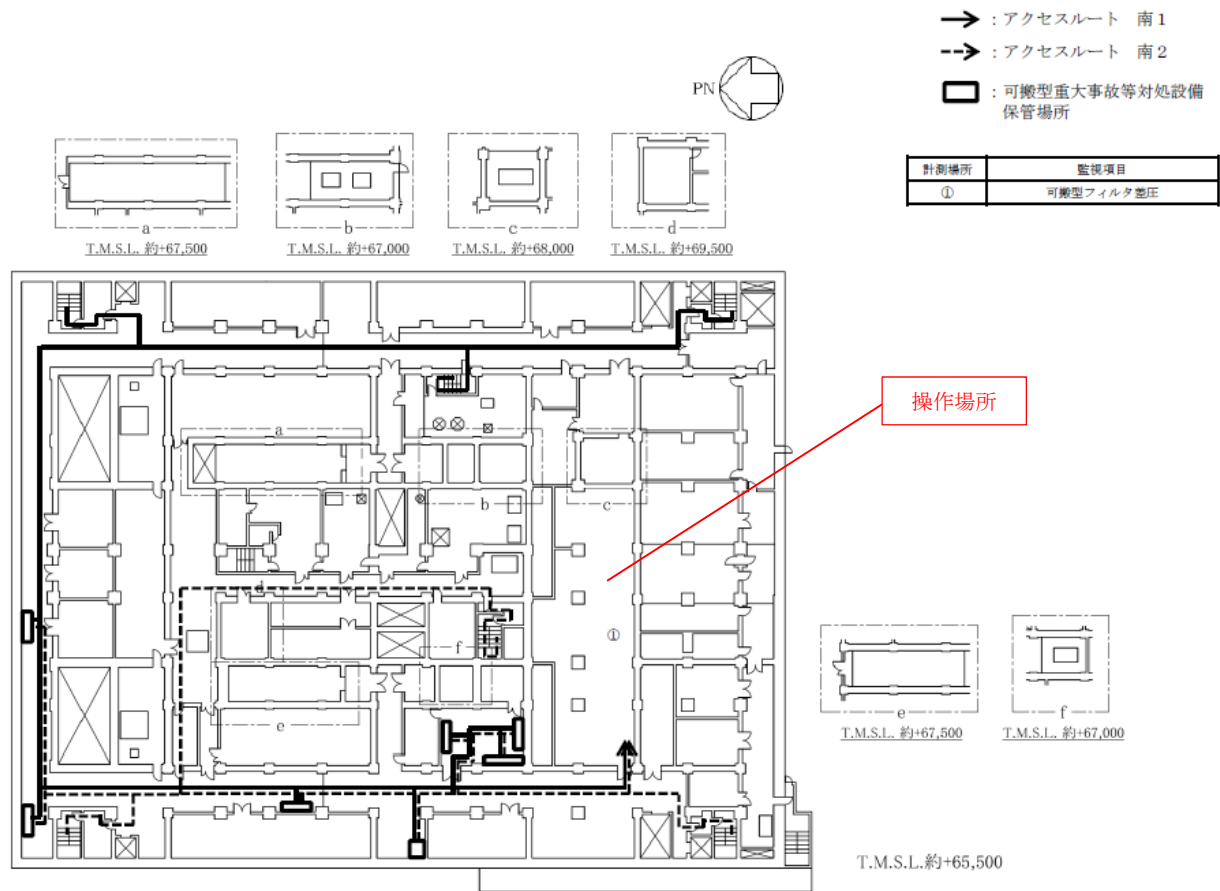 : アクセスルート 南1
: アクセスルート 南2
: 可搬型重大事故等対処設備
保管場所
PN
計測場所 監視項目
① 可搬型フィルタ差圧
a
b
c
d
T.M.S.L. 約+67,500
T.M.S.L. 約+67,000
T.M.S.L. 約+68,000
T.M.S.L. 約+69,500
操作場所
a
b
c
d
①
f
e
e
f
T.M.S.L. 約+67,500
T.M.S.L. 約+67,000
T.M.S.L.約+65,500